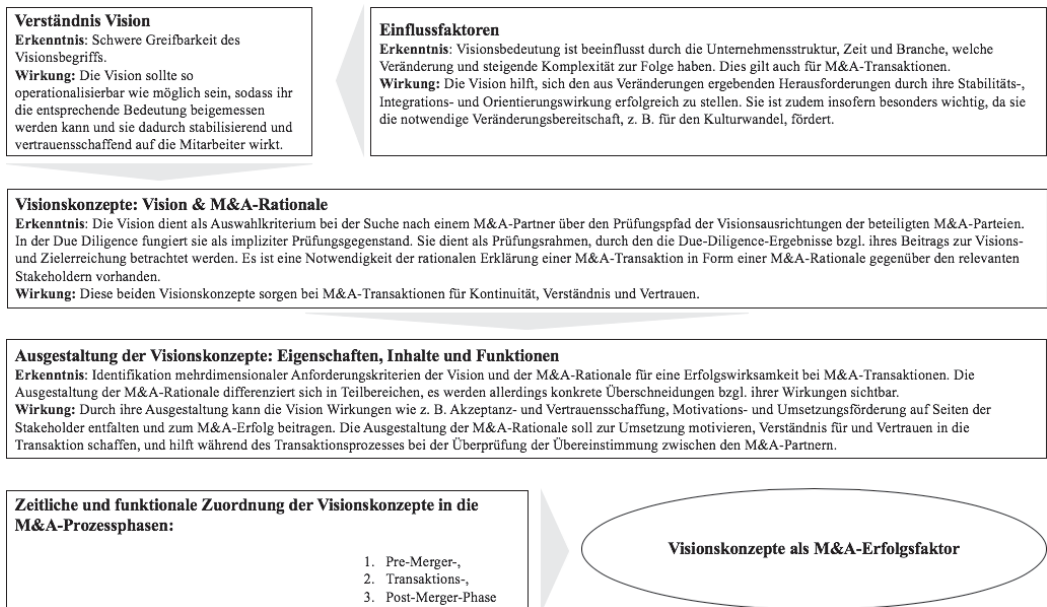 Verständnis Vision
Erkenntnis: Schwere Greifbarkeit des
Visionsbegriffs.
Wirkung: Die Vision sollte so
operationalisierbar wie möglich sein, sodass ihr
die entsprechende Bedeutung beigemessen
werden kann und sie dadurch stabilisierend und
vertrauensschaffend auf die Mitarbeiter wirkt.
Einflussfaktoren
Erkenntnis: Visionsbedeutung ist beeinflusst durch die Unternehmensstruktur, Zeit und Branche, welche
Veränderung und steigende Komplexität zur Folge haben. Dies gilt auch für M&A-Transaktionen.
Wirkung: Die Vision hilft, sich den aus Veränderungen ergebenden Herausforderungen durch ihre Stabilitäts-,
Integrations- und Orientierungswirkung erfolgreich zu stellen. Sie ist zudem insofern besonders wichtig, da sie
die notwendige Veränderungsbereitschaft, z. B. für den Kulturwandel, fördert.
Visionskonzepte: Vision & M&A-Rationale
Erkenntnis: Die Vision dient als Auswahlkriterium bei der Suche nach einem M&A-Partner über den Prüfungspfad der Visionsausrichtungen der beteiligten M&A-Parteien.
In der Due Diligence fungiert sie als impliziter Prüfungsgegenstand. Sie dient als Prüfungsrahmen, durch den die Due-Diligence-Ergebnisse bzgl. ihres Beitrags zur Visions-
und Zielerreichung betrachtet werden. Es ist eine Notwendigkeit der rationalen Erklärung einer M&A-Transaktion in Form einer M&A-Rationale gegenüber den relevanten
Stakeholdern vorhanden.
Wirkung: Diese beiden Visionskonzepte sorgen bei M&A-Transaktionen für Kontinuität, Verständnis und Vertrauen.
Ausgestaltung der Visionskonzepte: Eigenschaften, Inhalte und Funktionen
Erkenntnis: Identifikation mehrdimensionaler Anforderungskriterien der Vision und der M&A-Rationale für eine Erfolgswirksamkeit bei M&A-Transaktionen. Die
Ausgestaltung der M&A-Rationale differenziert sich in Teilbereichen, es werden allerdings konkrete Überschneidungen bzgl. ihrer Wirkungen sichtbar.
Wirkung: Durch ihre Ausgestaltung kann die Vision Wirkungen wie z. B. Akzeptanz- und Vertrauensschaffung, Motivations- und Umsetzungsförderung auf Seiten der
Stakeholder entfalten und zum M&A-Erfolg beitragen. Die Ausgestaltung der M&A-Rationale soll zur Umsetzung motivieren, Verständnis für und Vertrauen in die
Transaktion schaffen, und hilft während des Transaktionsprozesses bei der Überprüfung der Übereinstimmung zwischen den M&A-Partnern.
Zeitliche und funktionale Zuordnung der Visionskonzepte in die
M&A-Prozessphasen:
1. Pre-Merger-,
2. Transaktions-,
3. Post-Merger-Phase
Visionskonzepte als M&A-Erfolgsfaktor